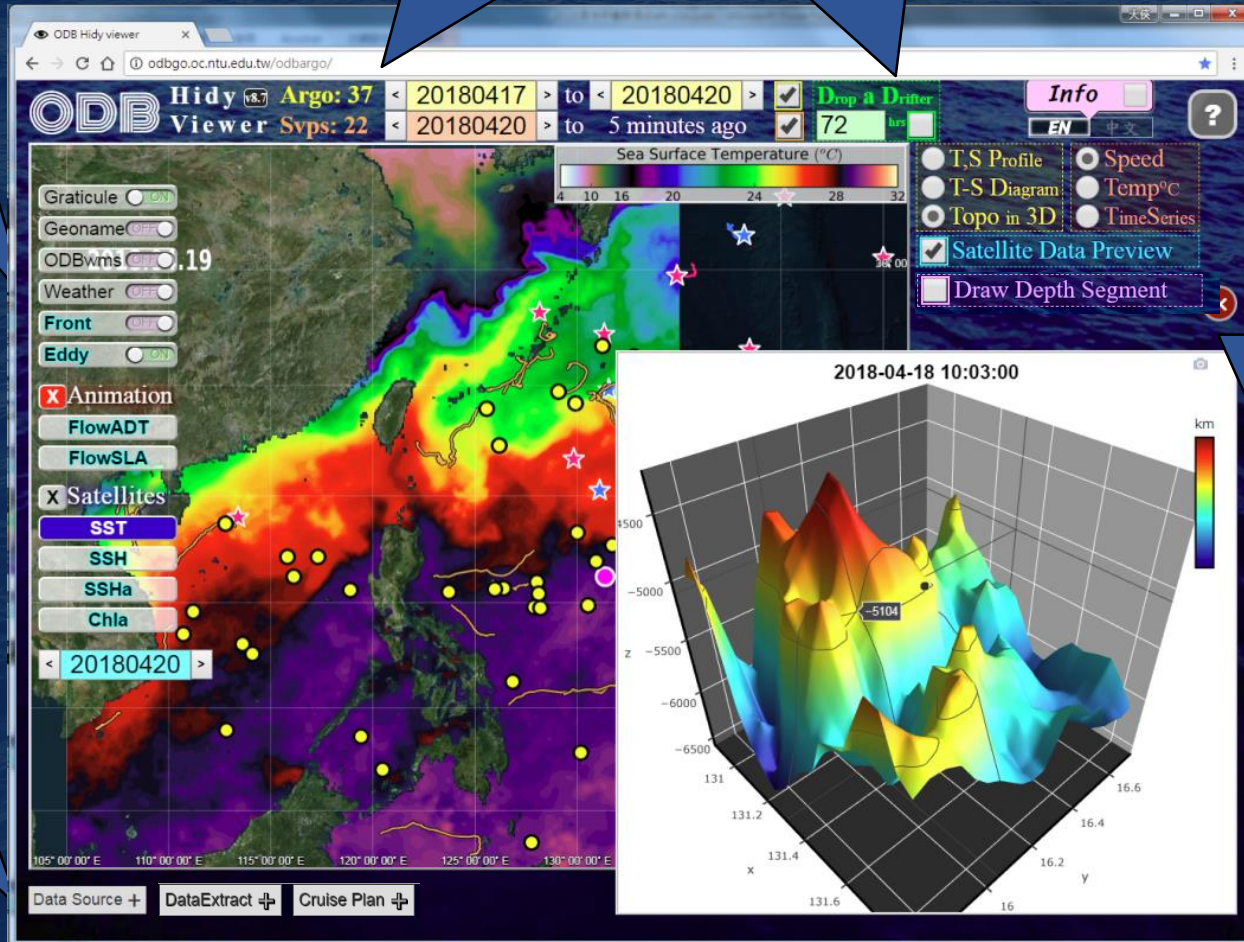 ODB Hidy viewer
天侯
odbgo.oc.ntu.edu.tw/odbargo/
ODB Hidy v8.7 Argo: 37 < 20180417 > to < 20180420 > Drop a Drifter
Viewer Svps: 22 < 20180420 > to 5 minutes ago 72 hrs
Info
EN 中文
?
Sea Surface Temperature (°C)
4 10 16 20 24 28 32
T,S Profile Speed
T-S Diagram Temp°C
Topo in 3D TimeSeries
Satellite Data Preview
Draw Depth Segment
Graticule ON
Geoname OFF
ODBwms OFF .19
Weather OFF
Front OFF
Eddy ON
X Animation
FlowADT
FlowSLA
X Satellites
SST
SSH
SSHa
Chla
< 20180420 >
105° 00' 00" E 110° 00' 00" E 115° 00' 00" E 120° 00' 00" E 125° 00' 00" E 130° 00' 00" E
2018-04-18 10:03:00
km
−5104
−5000
z −5500
−6000
−6500
131
131.2
131.4
x
131.6
16.6
16.4
16.2
y
16
Data Source + DataExtract + Cruise Plan +